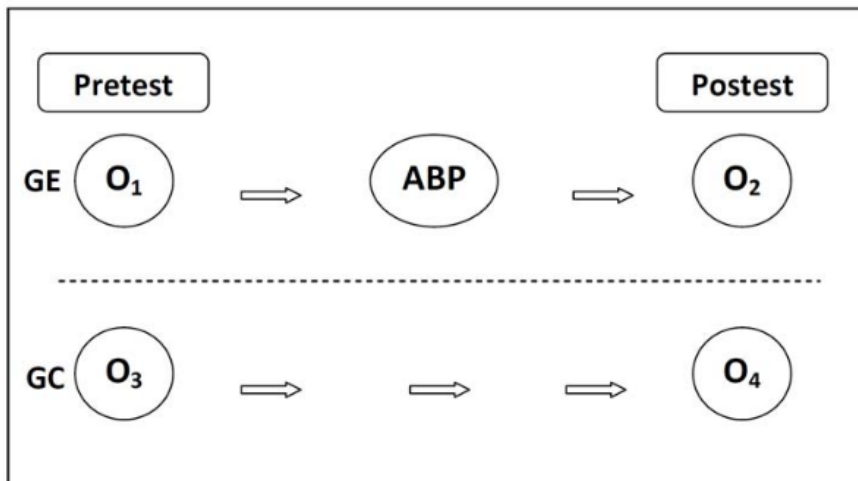 Pretest Postest
GE O₁ ABP O₂
GC O₃ O₄